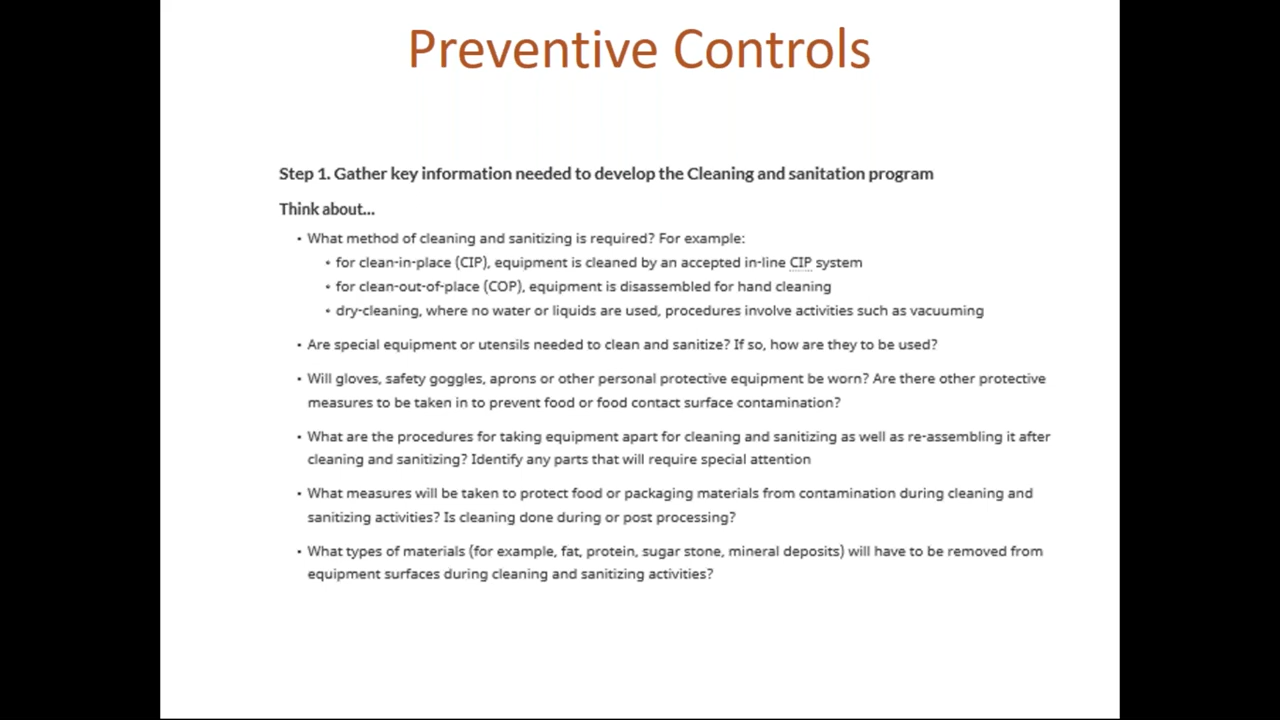 Preventive Controls
Step 1. Gather key information needed to develop the Cleaning and sanitation program
Think about...
• What method of cleaning and sanitizing is required? For example:
• for clean-in-place (CIP), equipment is cleaned by an accepted in-line CIP system
• for clean-out-of-place (COP), equipment is disassembled for hand cleaning
• dry-cleaning, where no water or liquids are used, procedures involve activities such as vacuuming
• Are special equipment or utensils needed to clean and sanitize? If so, how are they to be used?
• Will gloves, safety goggles, aprons or other personal protective equipment be worn? Are there other protective
measures to be taken in to prevent food or food contact surface contamination?
• What are the procedures for taking equipment apart for cleaning and sanitizing as well as re-assembling it after
cleaning and sanitizing? Identify any parts that will require special attention
• What measures will be taken to protect food or packaging materials from contamination during cleaning and
sanitizing activities? Is cleaning done during or post processing?
• What types of materials (for example, fat, protein, sugar stone, mineral deposits) will have to be removed from
equipment surfaces during cleaning and sanitizing activities?